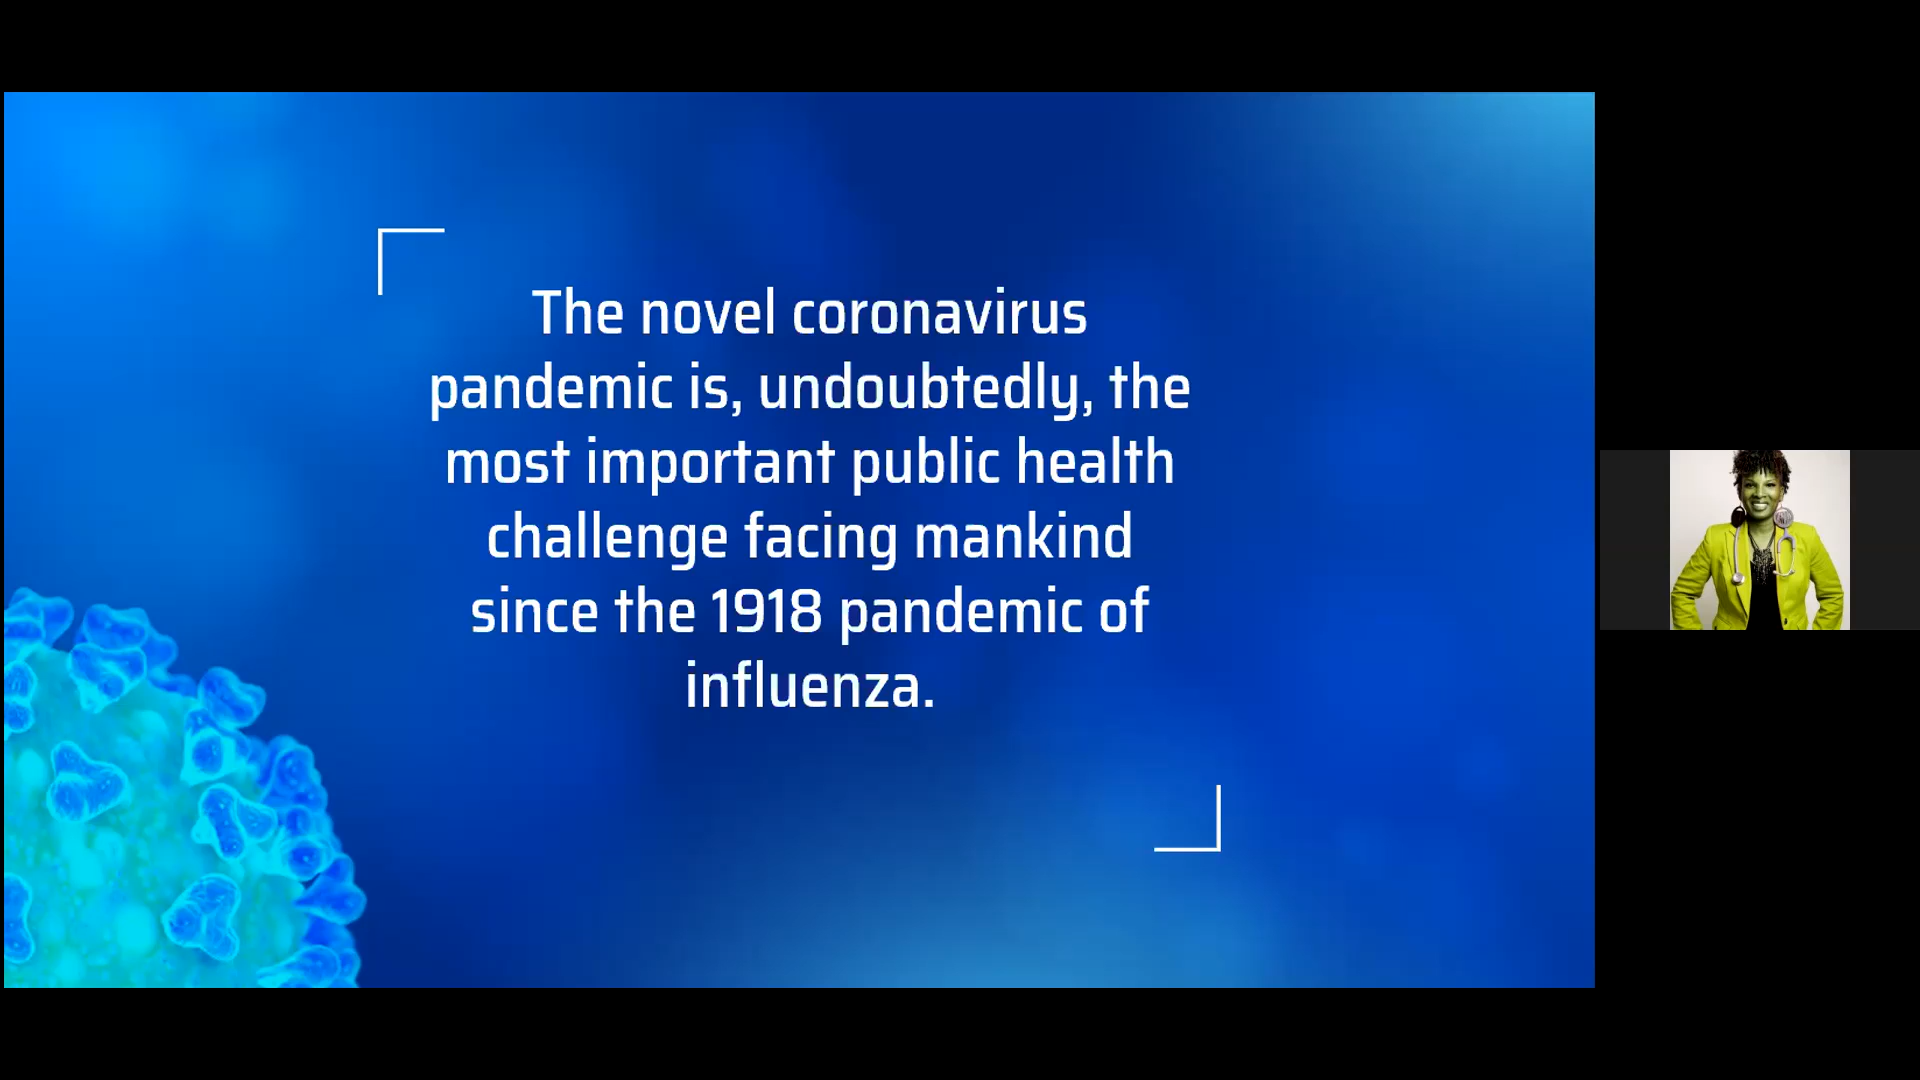 The novel coronavirus
pandemic is, undoubtedly, the
most important public health
challenge facing mankind
since the 1918 pandemic of
influenza.